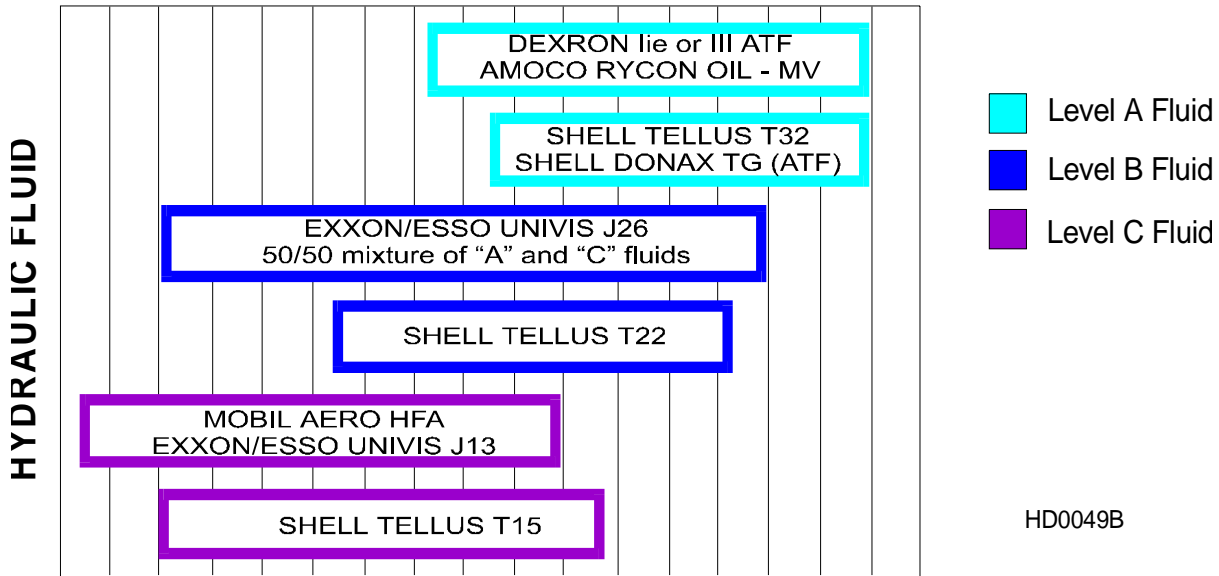 HYDRAULIC FLUID
DEXRON IIe or III ATF
AMOCO RYCON OIL - MV
SHELL TELLUS T32
SHELL DONAX TG (ATF)
EXXON/ESSO UNIVIS J26
50/50 mixture of “A” and “C” fluids
SHELL TELLUS T22
MOBIL AERO HFA
EXXON/ESSO UNIVIS J13
SHELL TELLUS T15
Level A Fluid
Level B Fluid
Level C Fluid
HD0049B